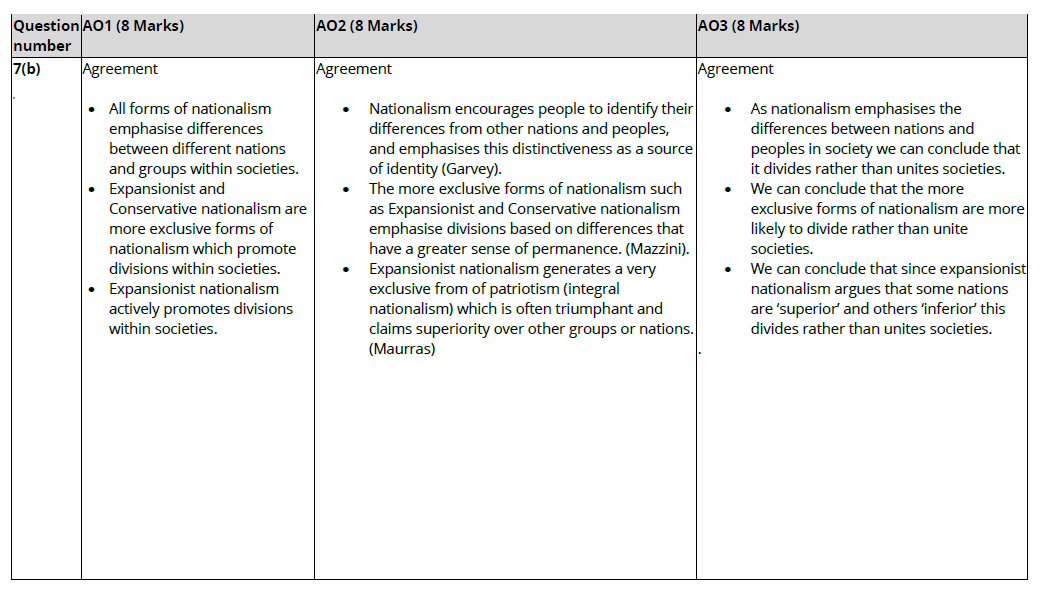 Question number
AO1 (8 Marks)
AO2 (8 Marks)
AO3 (8 Marks)
7(b)
.
Agreement
• All forms of nationalism
emphasise differences
between different nations
and groups within societies.
• Expansionist and
Conservative nationalism are
more exclusive forms of
nationalism which promote
divisions within societies.
• Expansionist nationalism
actively promotes divisions
within societies.
Agreement
• Nationalism encourages people to identify their
differences from other nations and peoples,
and emphasises this distinctiveness as a source
of identity (Garvey).
• The more exclusive forms of nationalism such
as Expansionist and Conservative nationalism
emphasise divisions based on differences that
have a greater sense of permanence. (Mazzini).
• Expansionist nationalism generates a very
exclusive from of patriotism (integral
nationalism) which is often triumphant and
claims superiority over other groups or nations.
(Maurras)
Agreement
• As nationalism emphasises the
differences between nations and
peoples in society we can conclude that
it divides rather than unites societies.
• We can conclude that the more
exclusive forms of nationalism are more
likely to divide rather than unite
societies.
• We can conclude that since expansionist
nationalism argues that some nations
are ‘superior’ and others ‘inferior’ this
divides rather than unites societies.
.